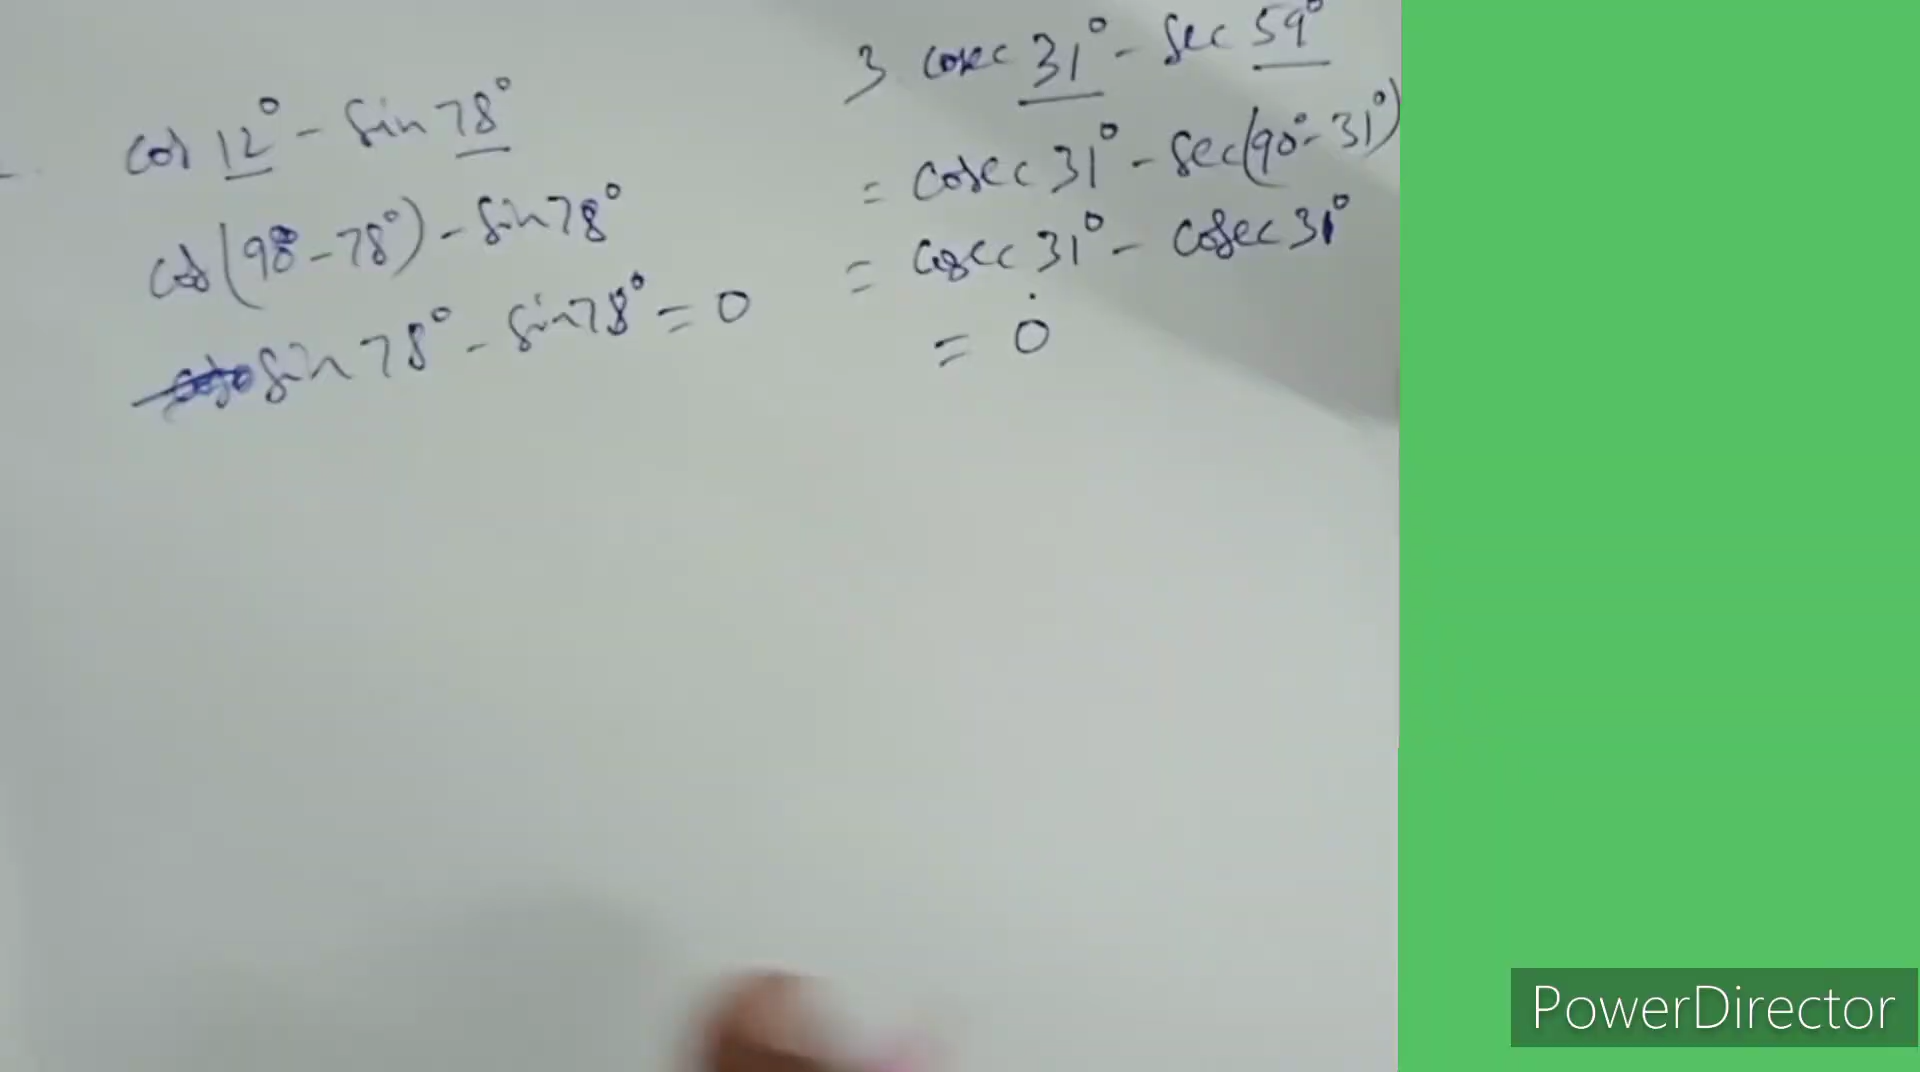 cos 12° - sin 78°
cos(90° - 78°) - sin 78°
sin 78° - sin 78° = 0
3 cosec 31° - sec 59°
= cosec 31° - sec(90° - 31°)
= cosec 31° - cosec 31°
= 0
PowerDirector